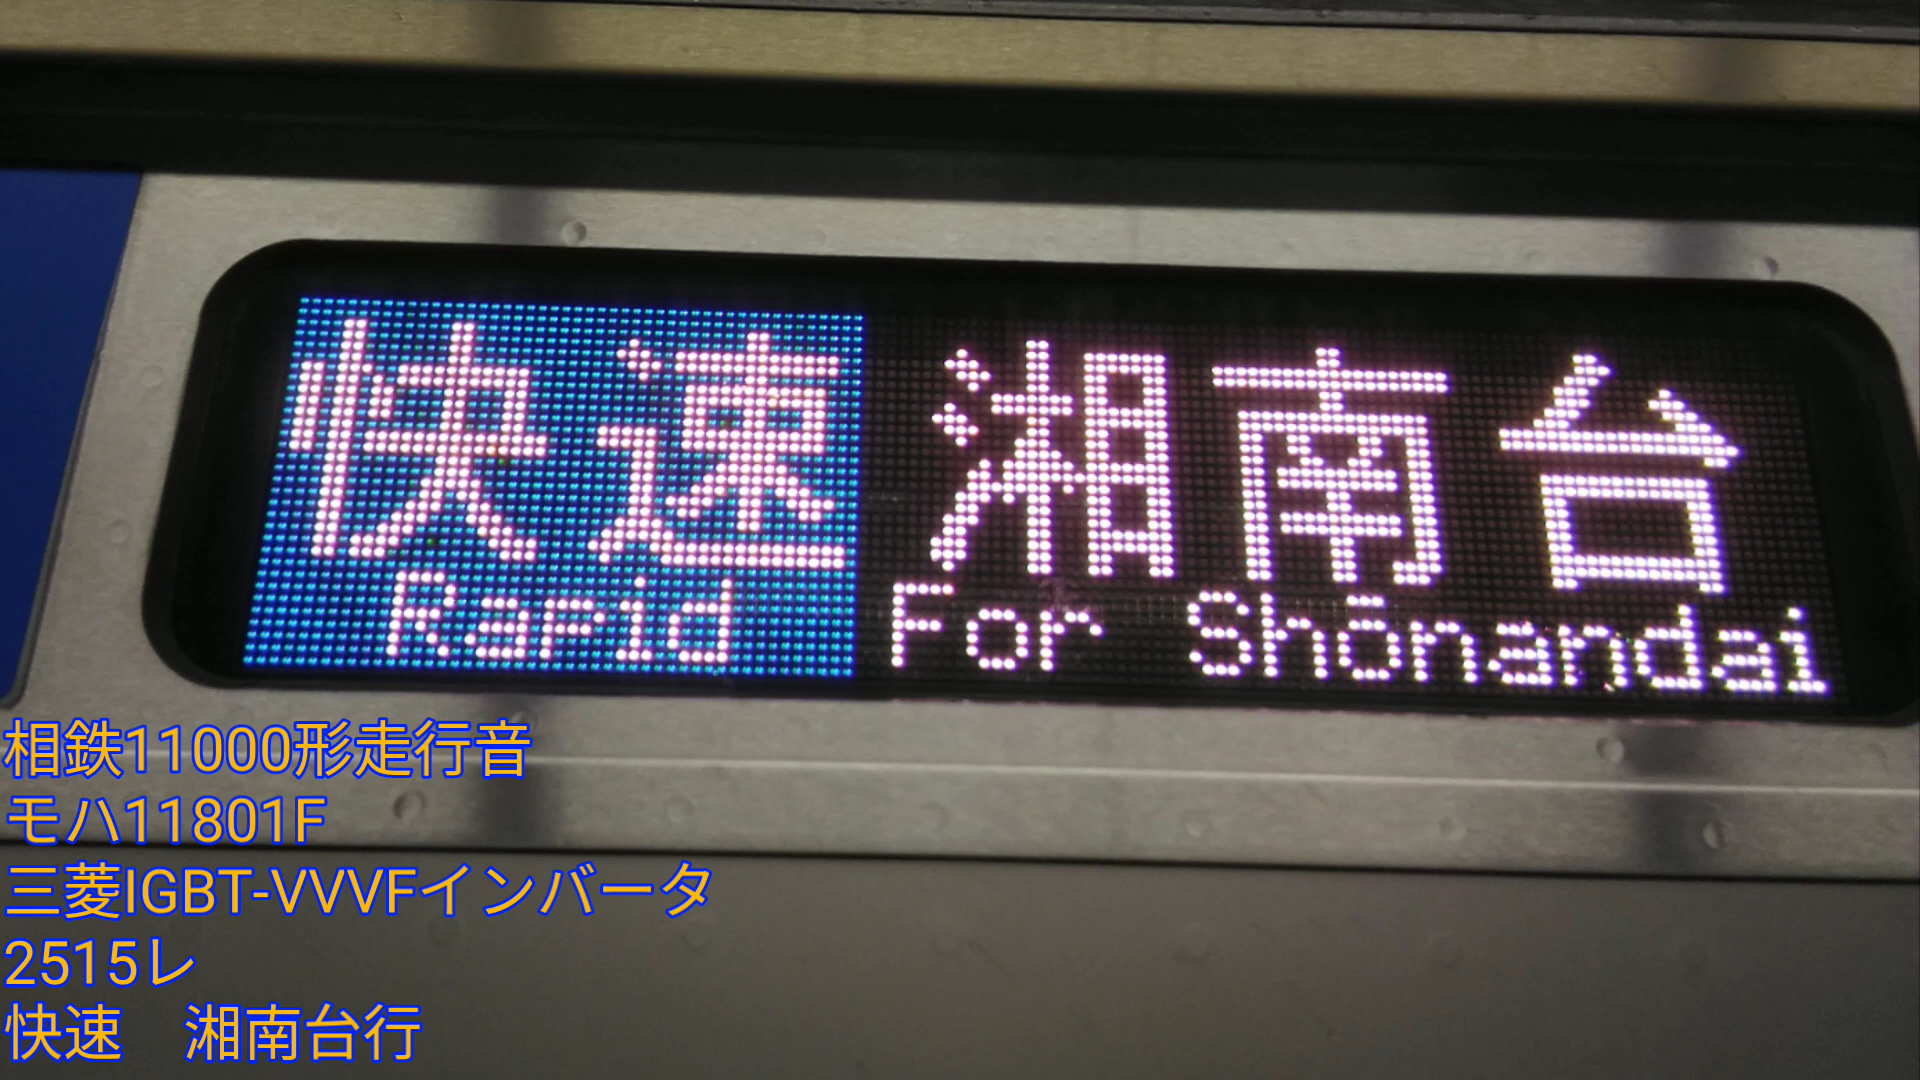 快速 湘南台
Rapid For Shōnandai
相鉄11000形走行音
モハ11801F
三菱IGBT-VVVFインバータ
2515レ
快速　湘南台行